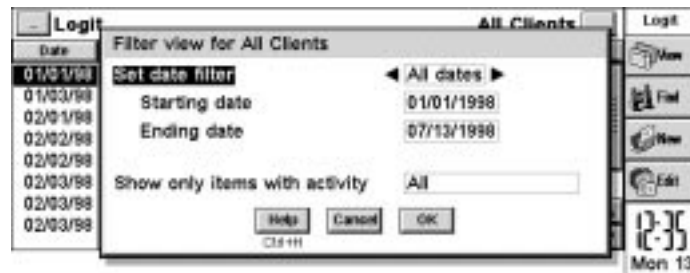 Logit
All Clients
Logit
Date
Filter view for All Clients
View
01/01/98
Set date filter
All dates
01/03/98
Starting date
01/01/1998
Find
02/01/98
Ending date
07/13/1998
02/02/98
New
02/02/98
02/03/98
Show only items with activity
All
Edit
02/03/98
02/03/98
Help
Cancel
OK
Ctrl+H
12:35
Mon 13